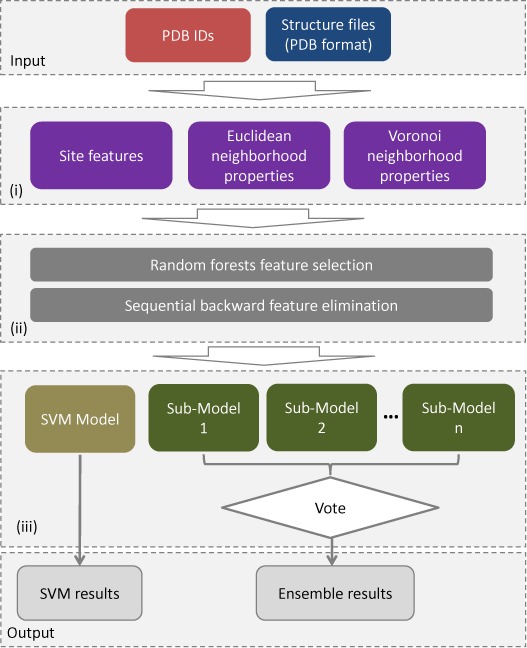 PDB IDs
Structure files
(PDB format)
Input
Site features
Euclidean
neighborhood
properties
Voronoi
neighborhood
properties
(i)
Random forests feature selection
Sequential backward feature elimination
(ii)
SVM Model
Sub-Model
1
Sub-Model
2
...
Sub-Model
n
Vote
(iii)
SVM results
Ensemble results
Output